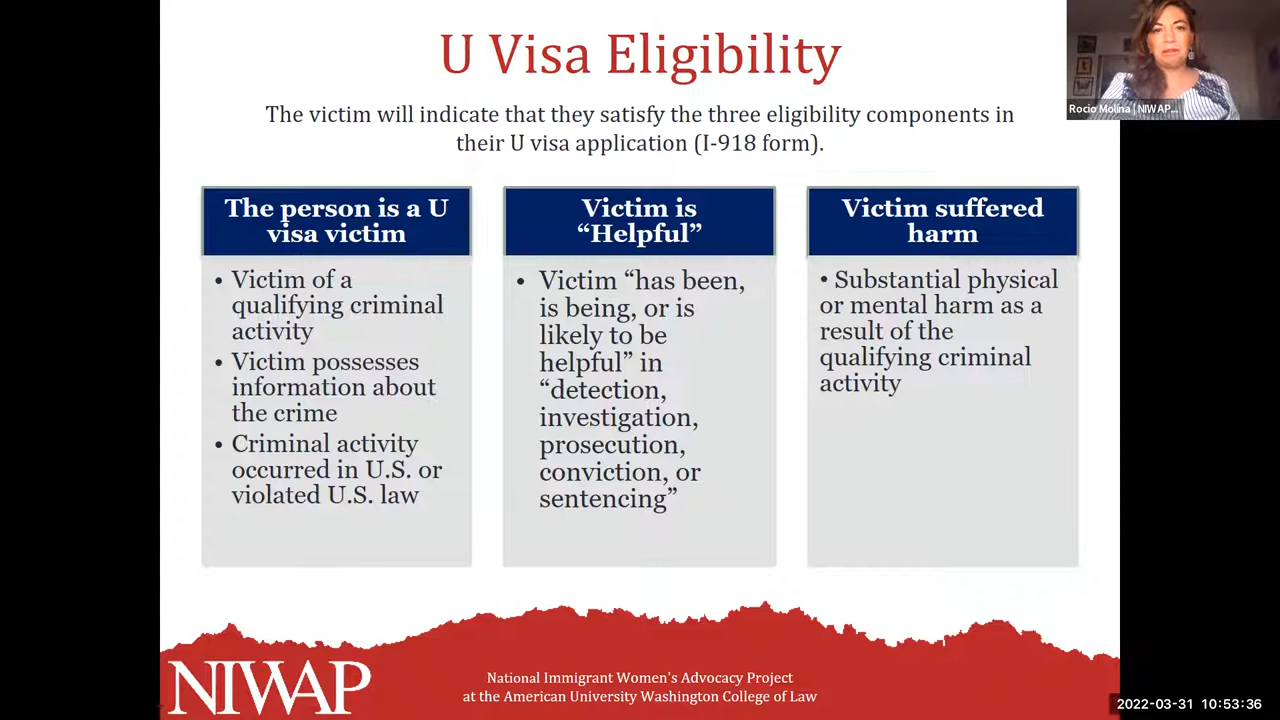 U Visa Eligibility
The victim will indicate that they satisfy the three eligibility components in
their U visa application (I-918 form).
The person is a U
visa victim
• Victim of a
qualifying criminal
activity
• Victim possesses
information about
the crime
• Criminal activity
occurred in U.S. or
violated U.S. law
Victim is
“Helpful”
• Victim “has been,
is being, or is
likely to be
helpful” in
“detection,
investigation,
prosecution,
conviction, or
sentencing”
Victim suffered
harm
• Substantial physical
or mental harm as a
result of the
qualifying criminal
activity
Rocio Molina | NIWAP...
NIWAP
National Immigrant Women's Advocacy Project
at the American University Washington College of Law
2022-03-31 10:53:36